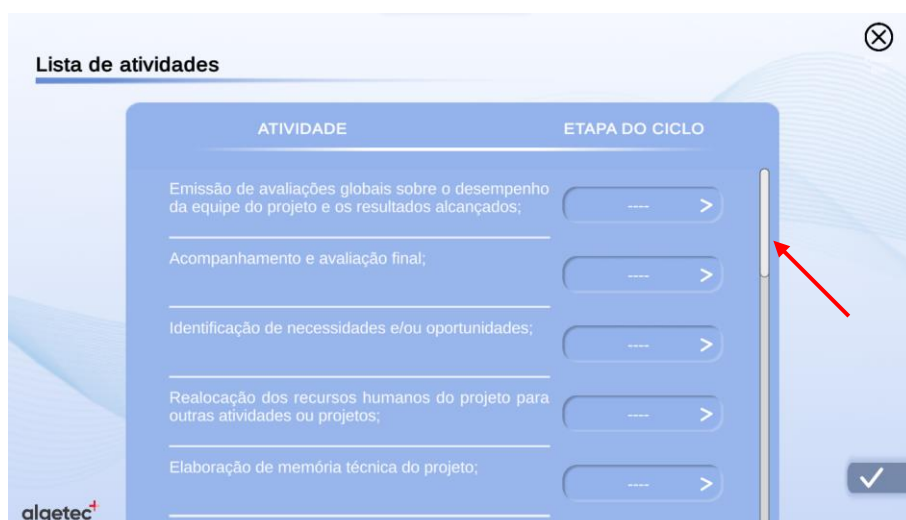 Lista de atividades
ATIVIDADE
ETAPA DO CICLO
Emissão de avaliações globais sobre o desempenho
da equipe do projeto e os resultados alcançados;
----
Acompanhamento e avaliação final;
----
Identificação de necessidades e/ou oportunidades;
----
Realocação dos recursos humanos do projeto para
outras atividades ou projetos;
----
Elaboração de memória técnica do projeto;
----
algetec